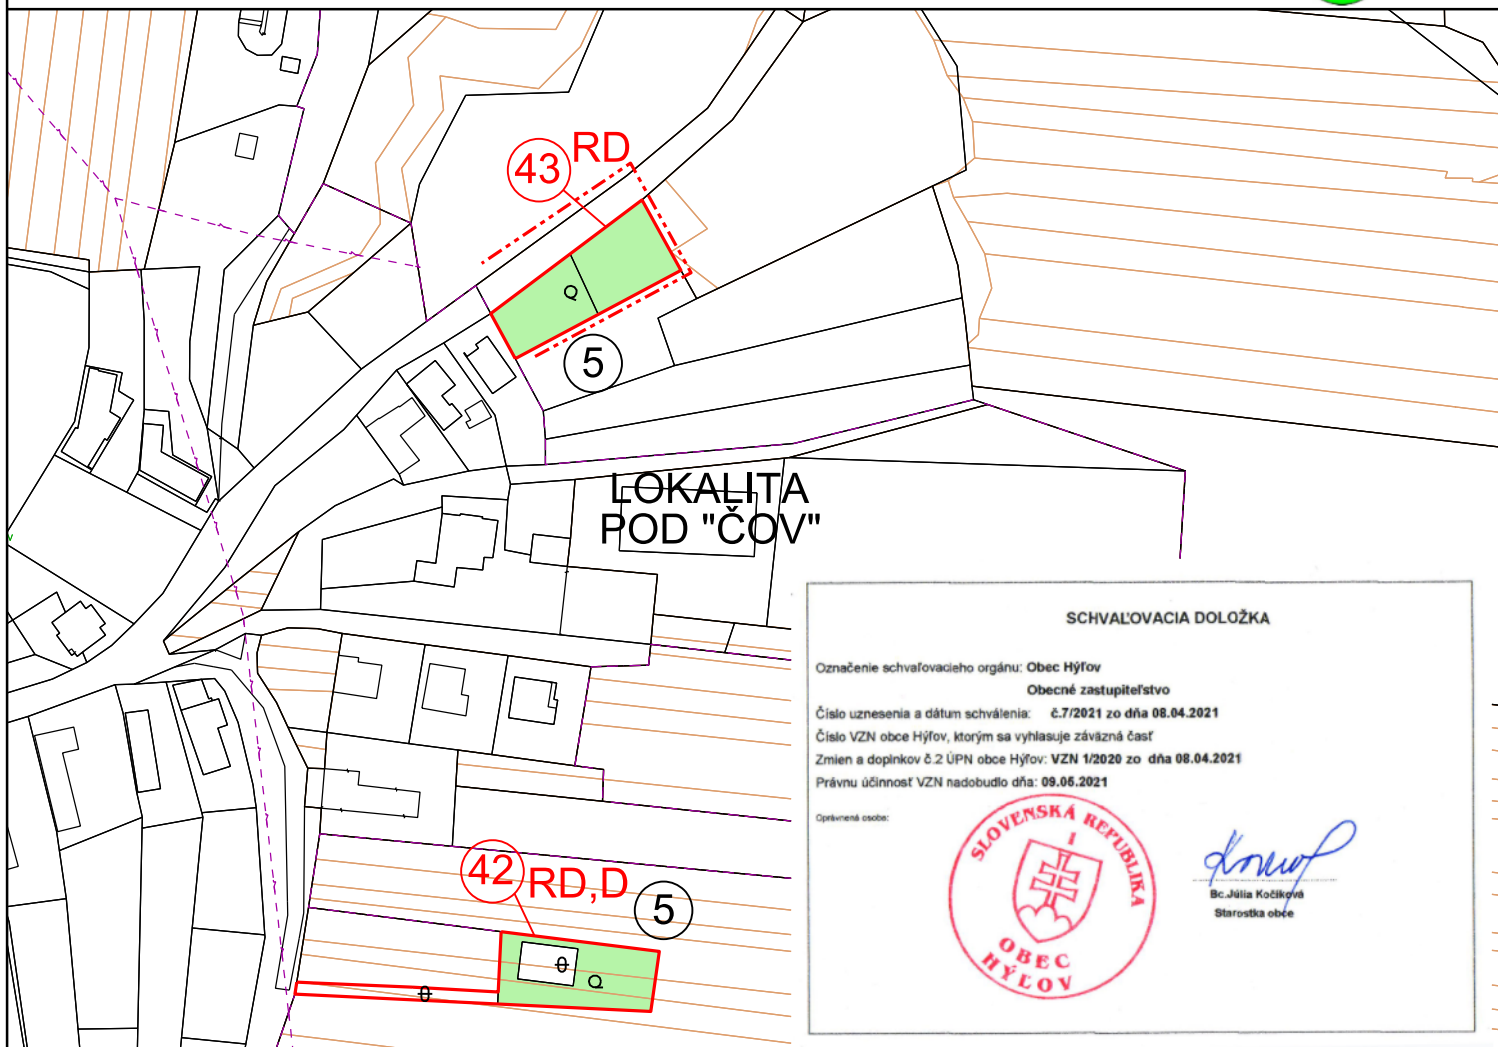 43 RD
5
LOKALITA
POD "ČOV"
42 RD,D 5
SCHVAĽOVACIA DOLOŽKA
Označenie schvaľovacieho orgánu: Obec Hýľov
Obecné zastupiteľstvo
Číslo uznesenia a dátum schválenia: č.7/2021 zo dňa 08.04.2021
Číslo VZN obce Hýľov, ktorým sa vyhlasuje záväzná časť
Zmien a doplnkov č.2 ÚPN obce Hýľov: VZN 1/2020 zo dňa 08.04.2021
Právnu účinnosť VZN nadobudlo dňa: 09.05.2021
Oprávnená osoba:
SLOVENSKÁ REPUBLIKA
1
OBEC
HÝĽOV
Bc.Júlia Kočiková
Starostka obce